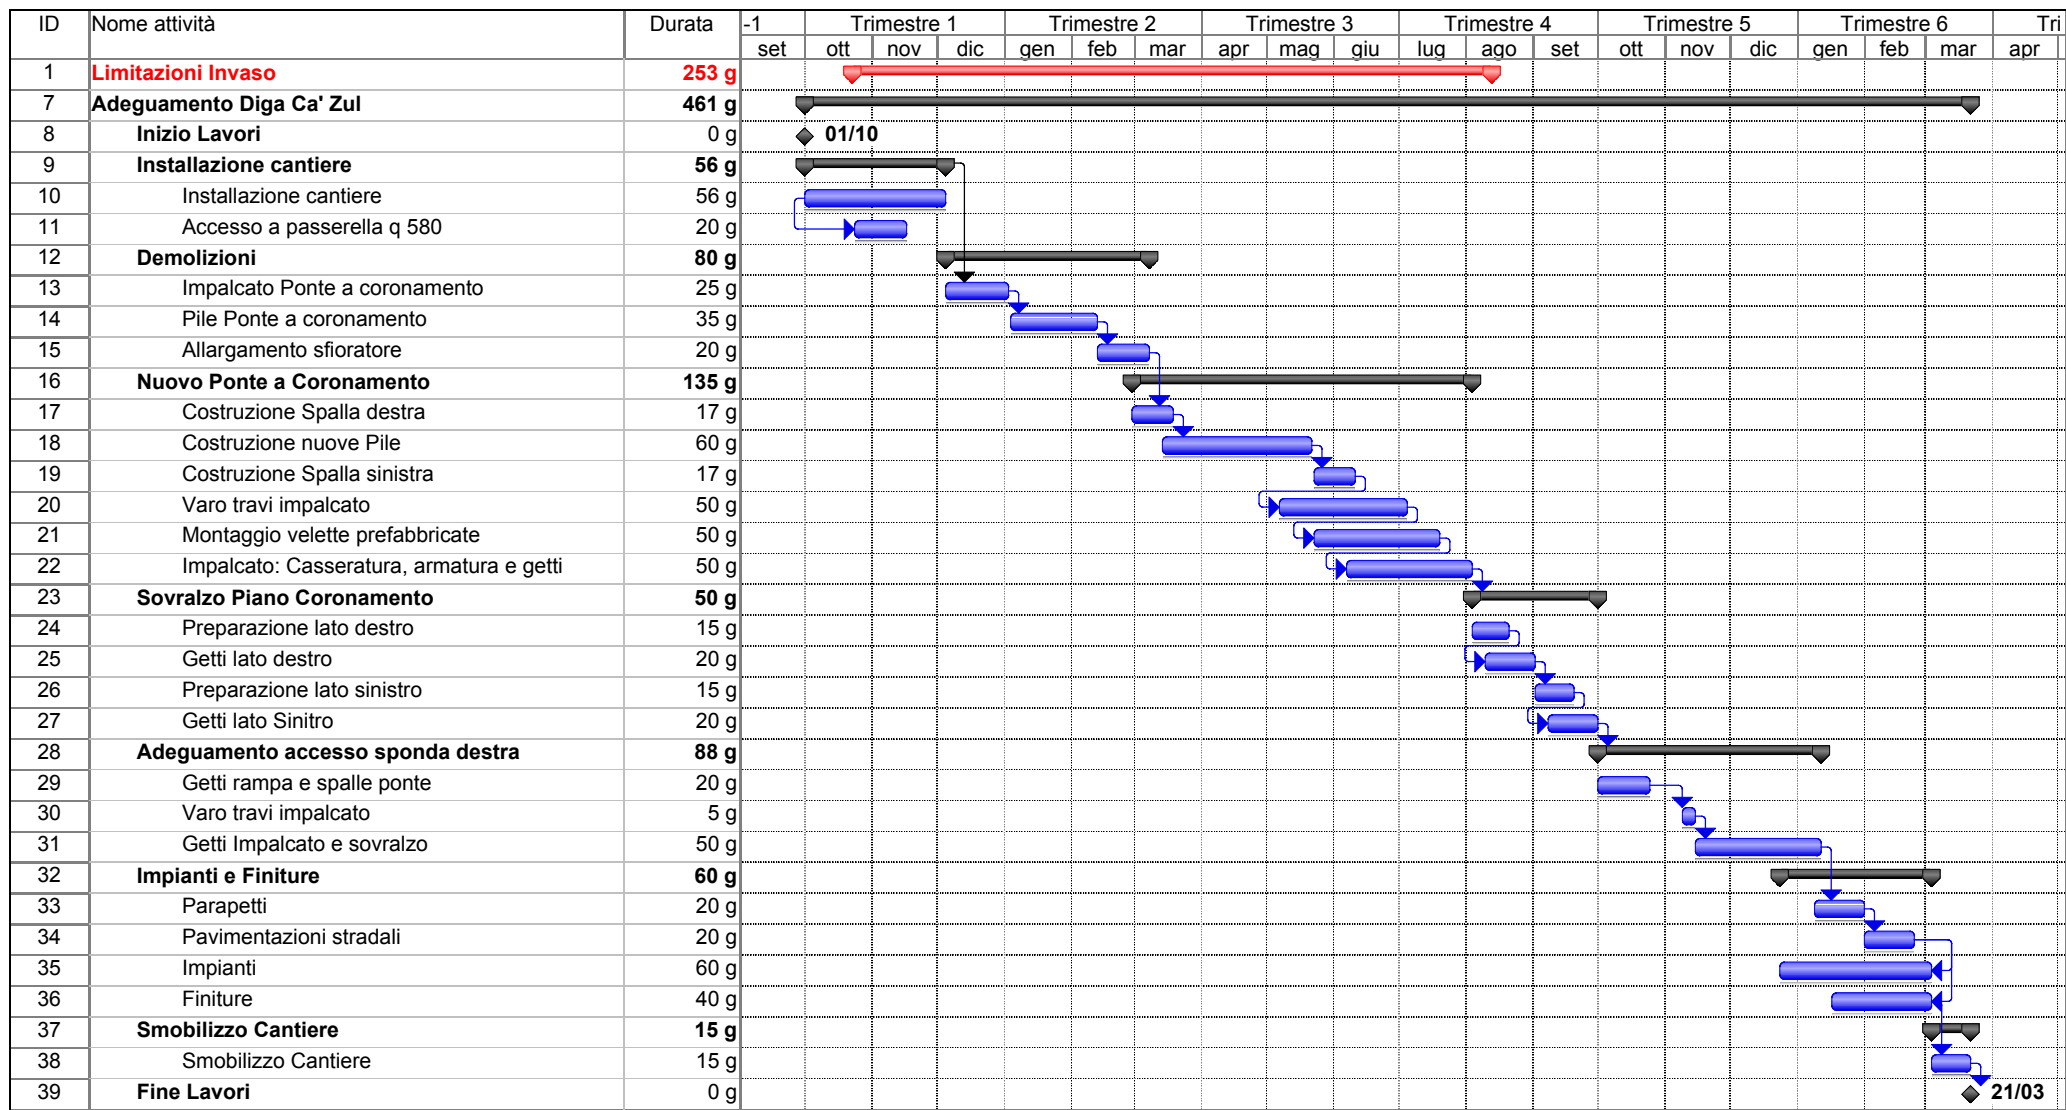 ID Nome attività Durata -1 Trimestre 1 Trimestre 2 Trimestre 3 Trimestre 4 Trimestre 5 Trimestre 6 Tri
set ott nov dic gen feb mar apr mag giu lug ago set ott nov dic gen feb mar apr
1 Limitazioni Invaso 253 g
7 Adeguamento Diga Ca' Zul 461 g
8 Inizio Lavori 0 g 01/10
9 Installazione cantiere 56 g
10 Installazione cantiere 56 g
11 Accesso a passerella q 580 20 g
12 Demolizioni 80 g
13 Impalcato Ponte a coronamento 25 g
14 Pile Ponte a coronamento 35 g
15 Allargamento sfioratore 20 g
16 Nuovo Ponte a Coronamento 135 g
17 Costruzione Spalla destra 17 g
18 Costruzione nuove Pile 60 g
19 Costruzione Spalla sinistra 17 g
20 Varo travi impalcato 50 g
21 Montaggio velette prefabbricate 50 g
22 Impalcato: Casseratura, armatura e getti 50 g
23 Sovralzo Piano Coronamento 50 g
24 Preparazione lato destro 15 g
25 Getti lato destro 20 g
26 Preparazione lato sinistro 15 g
27 Getti lato Sinitro 20 g
28 Adeguamento accesso sponda destra 88 g
29 Getti rampa e spalle ponte 20 g
30 Varo travi impalcato 5 g
31 Getti Impalcato e sovralzo 50 g
32 Impianti e Finiture 60 g
33 Parapetti 20 g
34 Pavimentazioni stradali 20 g
35 Impianti 60 g
36 Finiture 40 g
37 Smobilizzo Cantiere 15 g
38 Smobilizzo Cantiere 15 g
39 Fine Lavori 0 g 21/03